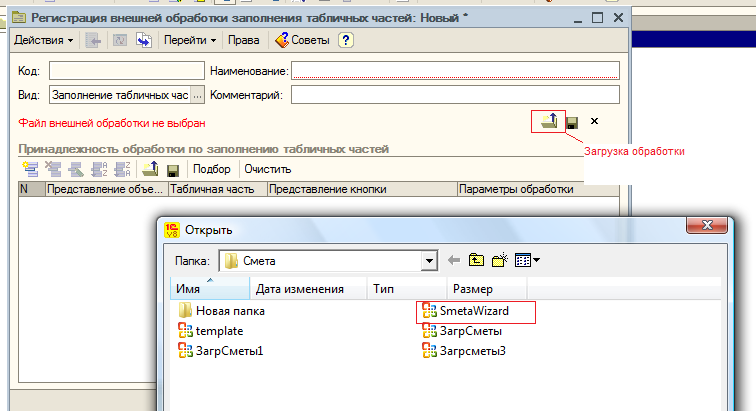 Регистрация внешней обработки заполнения табличных частей: Новый *
Действия Перейти Права Советы ?
Код: Наименование:
Вид: Заполнение табличных час ... Комментарий:
Файл внешней обработки не выбран
Загрузка обработки
Принадлежность обработки по заполнению табличных частей
Подбор Очистить
N Представление объе... Табличная часть Представление кнопки Параметры обработки
1С V8 Открыть
Папка: Смета
Имя Дата изменения Тип Размер
Новая папка SmetaWizard
template ЗагрСметы
ЗагрСметы1 Загрсметы3